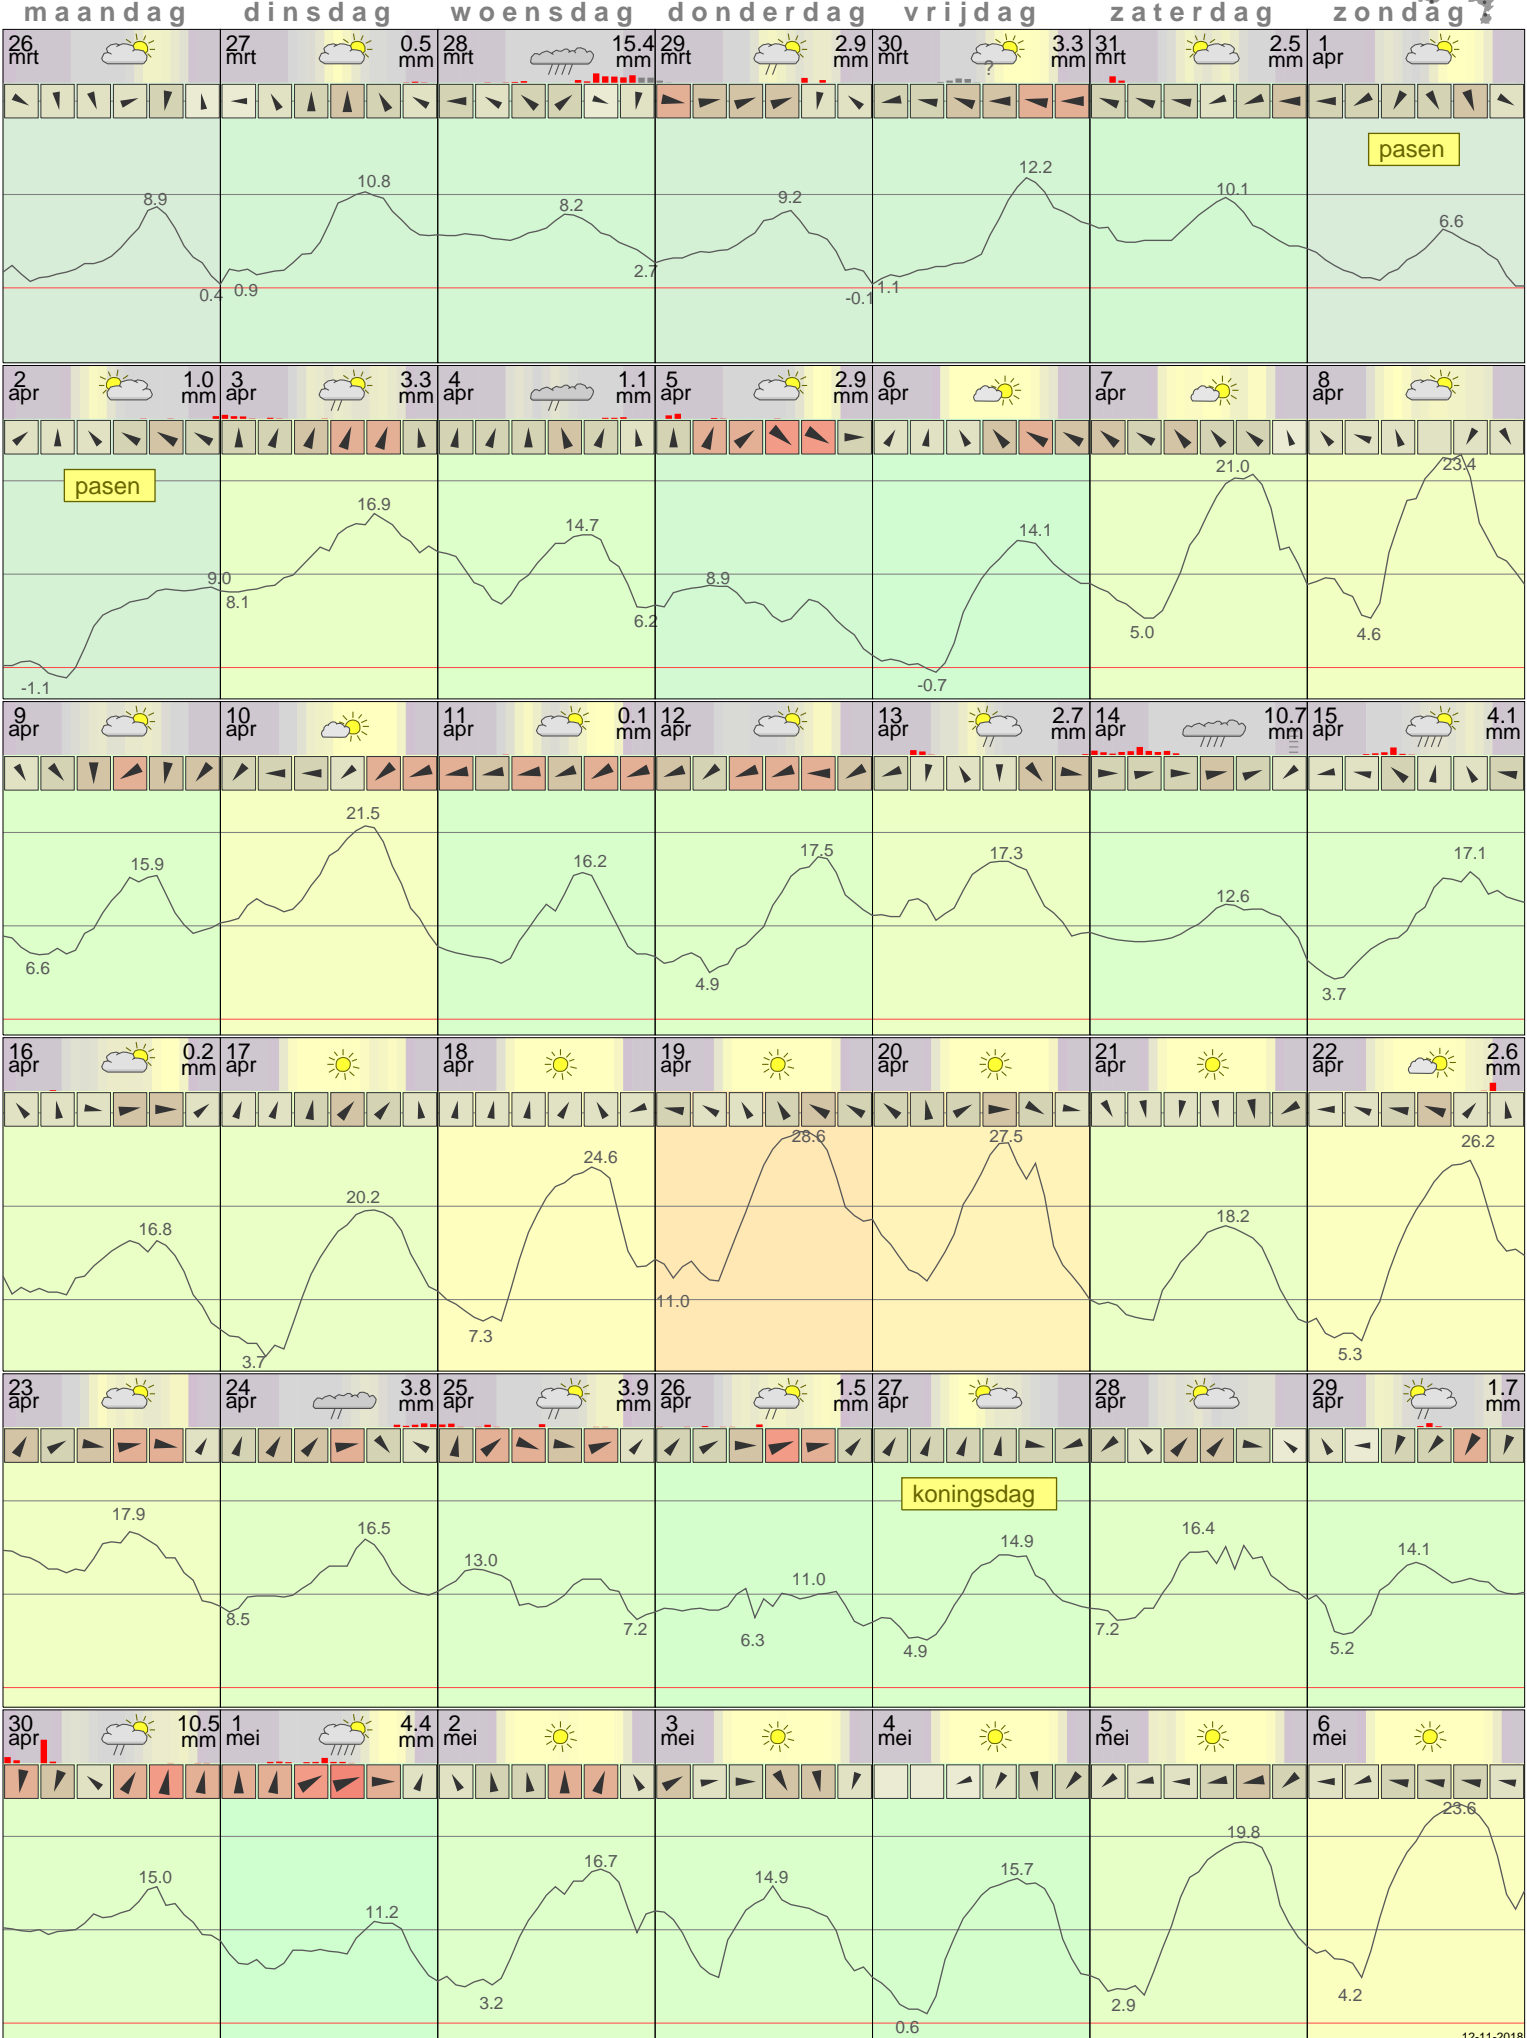 maandag dinsdag woensdag donderdag vrijdag zaterdag zondag ?
26 27 0.5 28 15.4 29 2.9 30 3.3 31 2.5 1
mrt mrt mm mrt mm mrt mm mrt mm mrt mm apr
?
pasen
8.9 10.8 8.2 9.2 12.2 10.1 6.6
0.4 0.9 2.7 -0.1 1.1
2 1.0 3 3.3 4 1.1 5 2.9 6 7 8
apr mm apr mm apr mm apr mm apr apr apr
pasen
16.9 14.7 14.1 21.0 23.4
9.0 8.1 6.2 8.9
-1.1 -0.7 5.0 4.6
9 10 11 0.1 12 13 2.7 14 10.7 15 4.1
apr apr apr mm apr apr mm apr mm apr mm
15.9 21.5 16.2 17.5 17.3 12.6 17.1
6.6 4.9 3.7
16 0.2 17 18 19 20 21 22 2.6
apr mm apr apr apr apr apr apr mm
16.8 20.2 24.6 28.6 27.5 18.2 26.2
3.7 7.3 11.0 5.3
23 24 3.8 25 3.9 26 1.5 27 28 29 1.7
apr apr mm apr mm apr mm apr apr apr mm
koningsdag
17.9 16.5 13.0 11.0 14.9 16.4 14.1
8.5 7.2 6.3 4.9 7.2 5.2
30 10.5 1 4.4 2 3 4 5 6
apr mm mei mm mei mei mei mei mei
15.0 11.2 16.7 14.9 15.7 19.8 23.6
3.2 0.6 2.9 4.2
12-11-2018